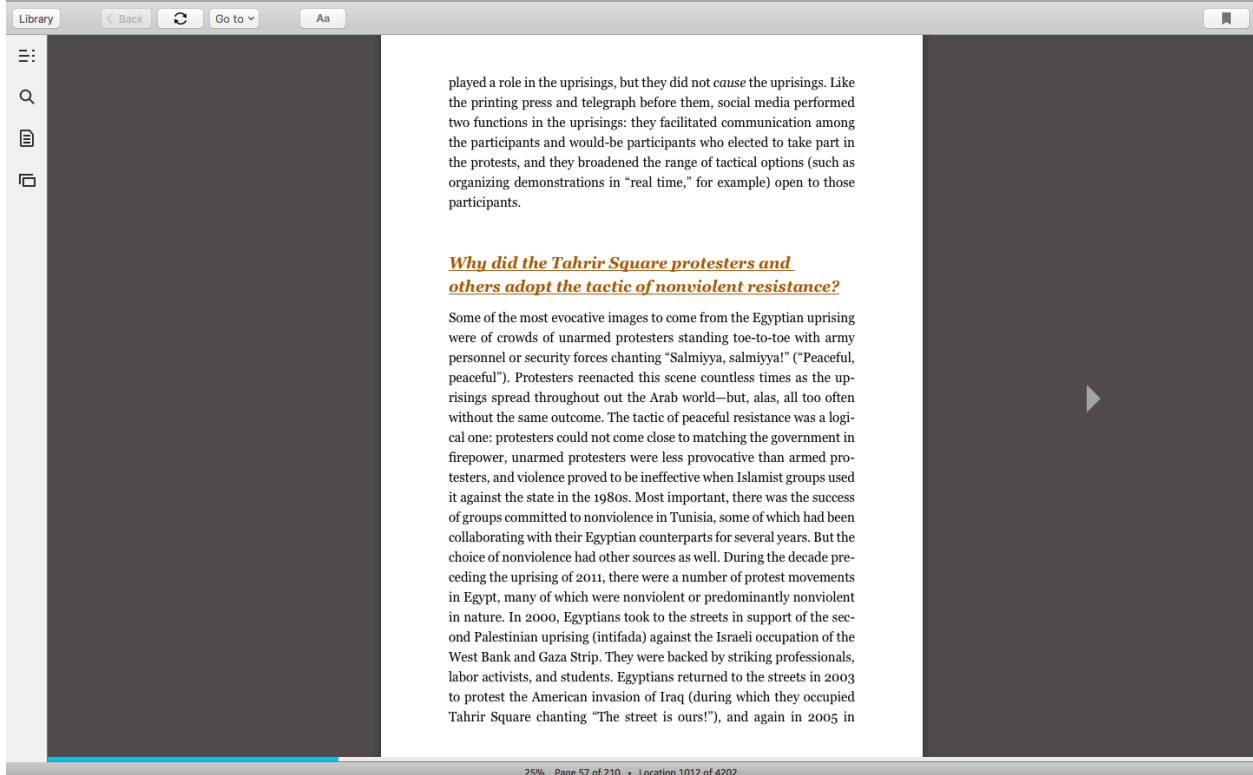 Library
Back
Go to
Aa
played a role in the uprisings, but they did not cause the uprisings. Like
the printing press and telegraph before them, social media performed
two functions in the uprisings: they facilitated communication among
the participants and would-be participants who elected to take part in
the protests, and they broadened the range of tactical options (such as
organizing demonstrations in “real time,” for example) open to those
participants.
Why did the Tahrir Square protesters and
others adopt the tactic of nonviolent resistance?
Some of the most evocative images to come from the Egyptian uprising
were of crowds of unarmed protesters standing toe-to-toe with army
personnel or security forces chanting “Salmiyya, salmiyya!” (“Peaceful,
peaceful”). Protesters reenacted this scene countless times as the up-
risings spread throughout out the Arab world—but, alas, all too often
without the same outcome. The tactic of peaceful resistance was a logi-
cal one: protesters could not come close to matching the government in
firepower, unarmed protesters were less provocative than armed pro-
testers, and violence proved to be ineffective when Islamist groups used
it against the state in the 1980s. Most important, there was the success
of groups committed to nonviolence in Tunisia, some of which had been
collaborating with their Egyptian counterparts for several years. But the
choice of nonviolence had other sources as well. During the decade pre-
ceding the uprising of 2011, there were a number of protest movements
in Egypt, many of which were nonviolent or predominantly nonviolent
in nature. In 2000, Egyptians took to the streets in support of the sec-
ond Palestinian uprising (intifada) against the Israeli occupation of the
West Bank and Gaza Strip. They were backed by striking professionals,
labor activists, and students. Egyptians returned to the streets in 2003
to protest the American invasion of Iraq (during which they occupied
Tahrir Square chanting “The street is ours!”), and again in 2005 in
25% Page 57 of 210 • Location 1012 of 4202